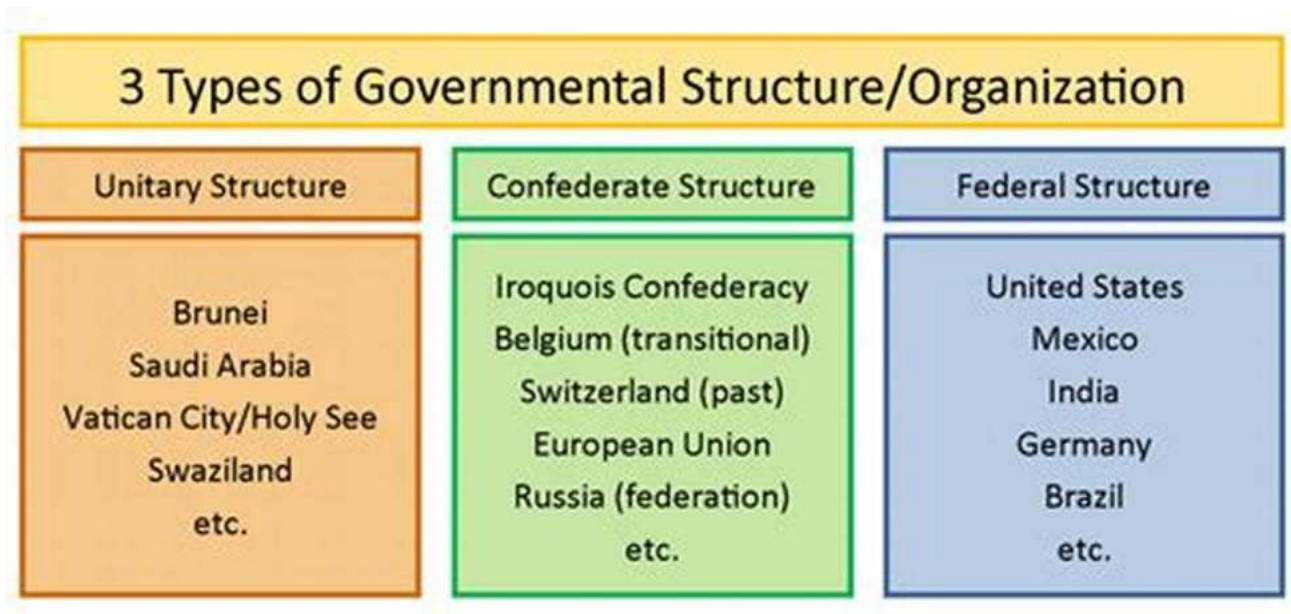 3 Types of Governmental Structure/Organization
Unitary Structure
Brunei
Saudi Arabia
Vatican City/Holy See
Swaziland
etc.
Confederate Structure
Iroquois Confederacy
Belgium (transitional)
Switzerland (past)
European Union
Russia (federation)
etc.
Federal Structure
United States
Mexico
India
Germany
Brazil
etc.